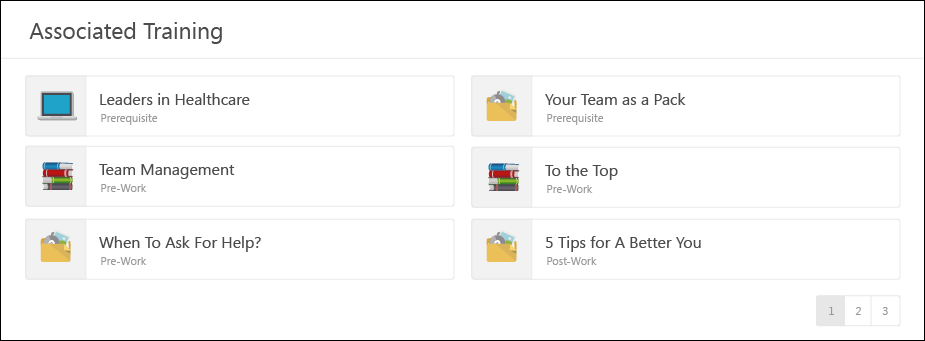 Associated Training
Leaders in Healthcare
Prerequisite
Your Team as a Pack
Prerequisite
Team Management
Pre-Work
To the Top
Pre-Work
When To Ask For Help?
Pre-Work
5 Tips for A Better You
Post-Work
1 2 3